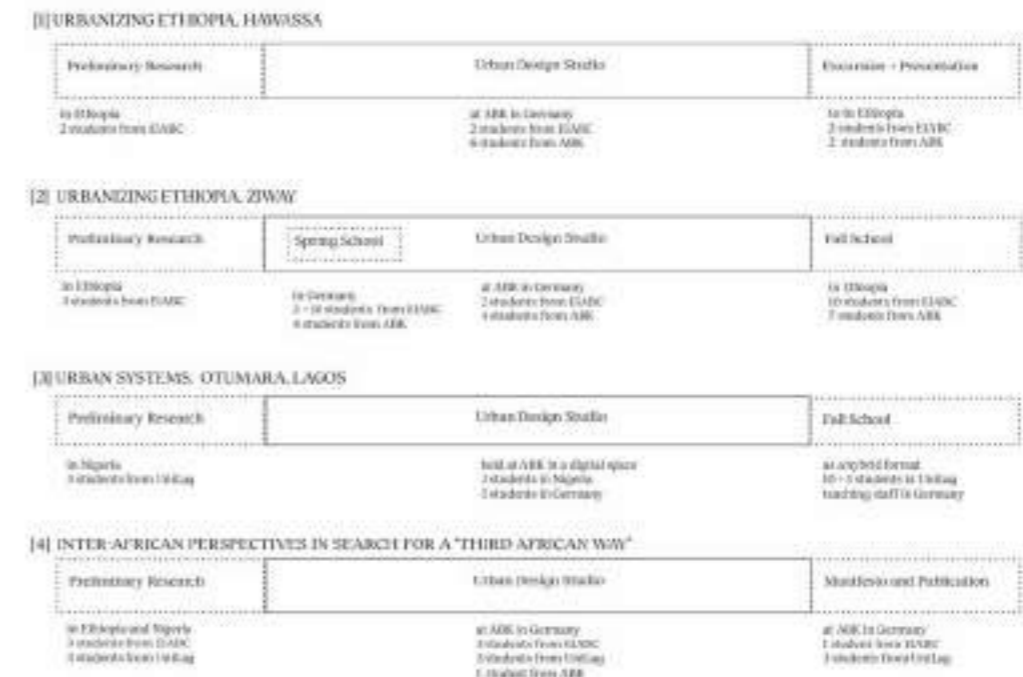 [1] URBANIZING ETHIOPIA, HAWASSA
Preliminary Research
Urban Design Studio
Excursion + Presentation
in Ethiopia
2 students from EiABC
at ABK in Germany
2 students from EiABC
6 students from ABK
in Ethiopia
students from EiABC
2 students from ABK
[2] URBANIZING ETHIOPIA, ZIWAY
Preliminary Research
Spring School
Urban Design Studio
Fall School
in Ethiopia
students from EiABC
in Germany
students from EiABC
students from ABK
at ABK in Germany
2 students from EiABC
students from ABK
in Ethiopia
10 students from EiABC
7 students from ABK
[3] URBAN SYSTEMS, OTUMARA, LAGOS
Preliminary Research
Urban Design Studio
Fall School
in Nigeria
students from UniLag
held at ABK in a digital space
students in Nigeria
students in Germany
format
students in UniLag
teaching staff in Germany
[4] INTER-AFRICAN PERSPECTIVES IN SEARCH FOR A "THIRD AFRICAN WAY"
Preliminary Research
Urban Design Studio
Manifesto and Publication
in Ethiopia and Nigeria
3 students from EiABC
students from UniLag
at ABK in Germany
students from EiABC
3 students from UniLag
1 student from ABK
at ABK in Germany
1 student from EiABC
3 students from UniLag